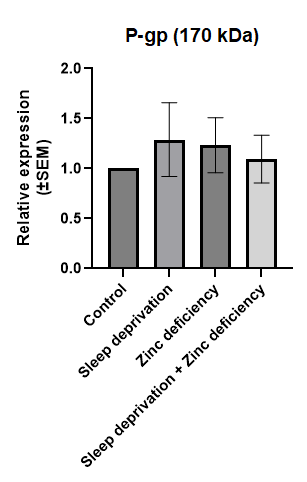 P-gp (170 kDa)
Relative expression
(±SEM)
2.0
1.5
1.0
0.5
0.0
Control
Sleep deprivation
Zinc deficiency
Sleep deprivation + Zinc deficiency